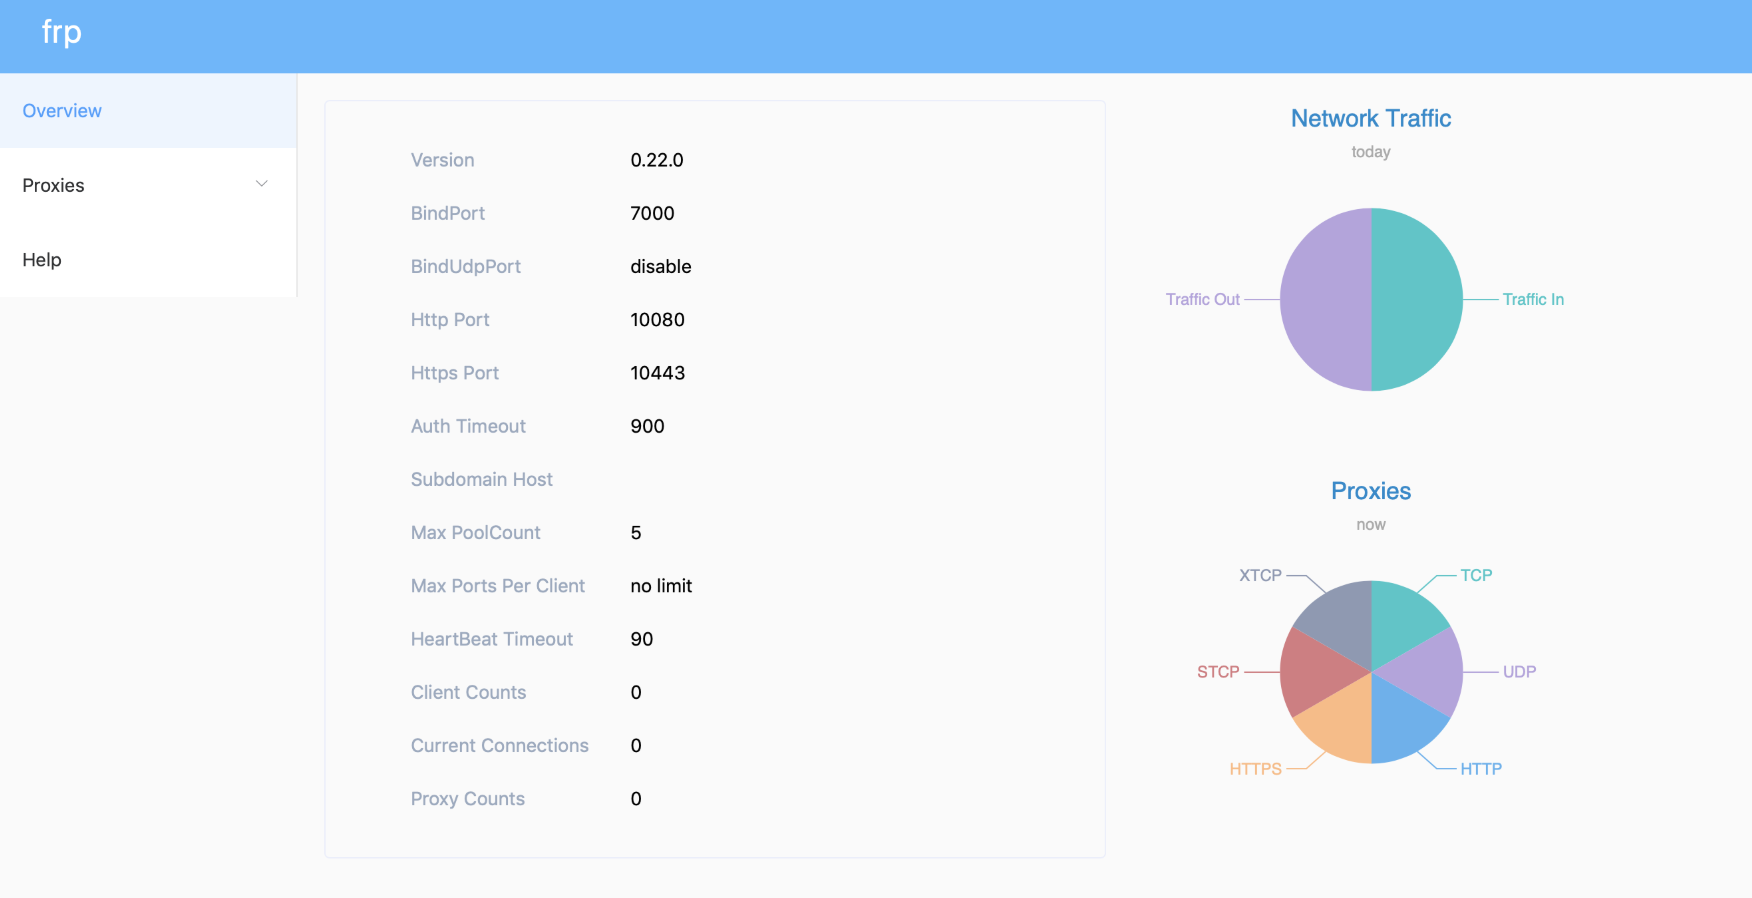 frp
Overview
Proxies
Help
Version 0.22.0
BindPort 7000
BindUdpPort disable
Http Port 10080
Https Port 10443
Auth Timeout 900
Subdomain Host
Max PoolCount 5
Max Ports Per Client no limit
HeartBeat Timeout 90
Client Counts 0
Current Connections 0
Proxy Counts 0
Network Traffic
today
Traffic Out Traffic In
Proxies
now
XTCP TCP
STCP UDP
HTTPS HTTP